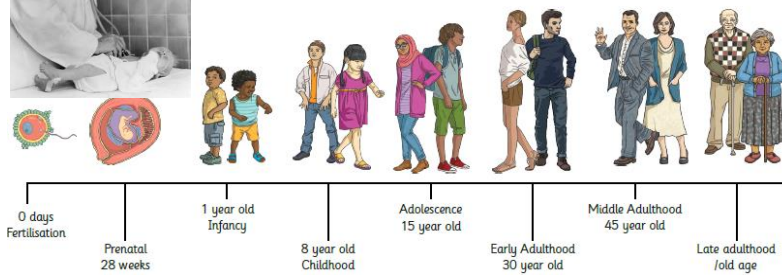 0 days
Fertilisation
Prenatal
28 weeks
1 year old
Infancy
8 year old
Childhood
Adolescence
15 year old
Early Adulthood
30 year old
Middle Adulthood
45 year old
Late adulthood
/old age